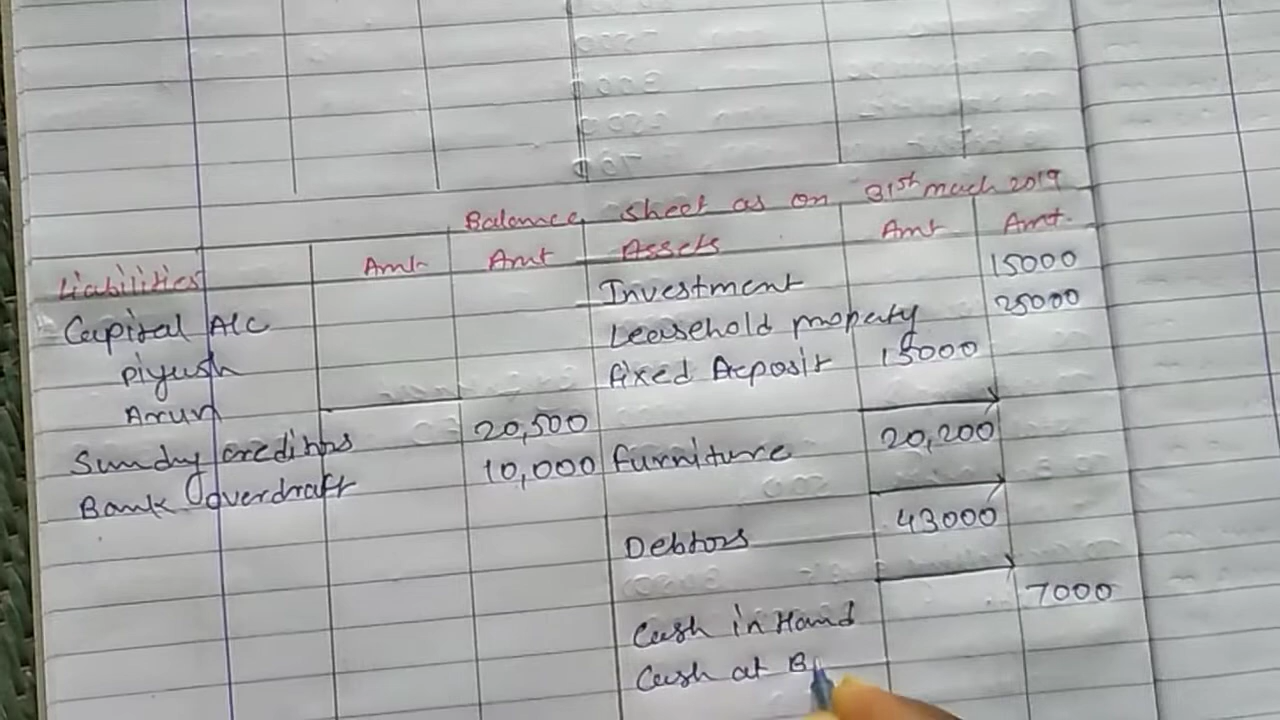 Balance sheet as on 31st mach 2019
Liabilities Amt Amt Assets Amt Amt.
Capital A/c Investment 15000
Piyush Leasehold property 25000
Arrun fixed Deposit 15000
Sundry creditors 20,500
Bank overdraft 10,000 furniture 20,200
Debtors 43000
Cash in Hand 7000
Cash at B